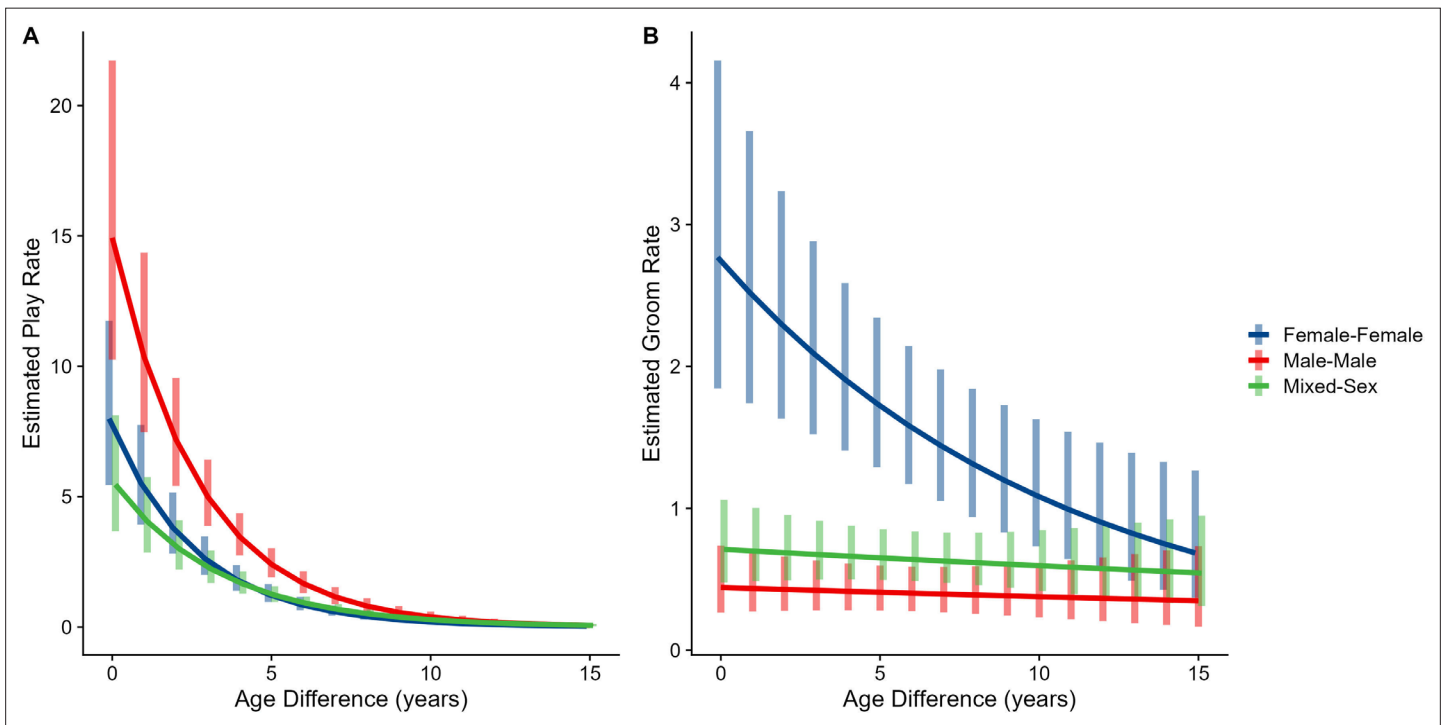 A
Estimated Play Rate
20
15
10
5
0
0 5 10 15
Age Difference (years)
B
Estimated Groom Rate
4
3
2
1
0
0 5 10 15
Age Difference (years)
Female-Female
Male-Male
Mixed-Sex